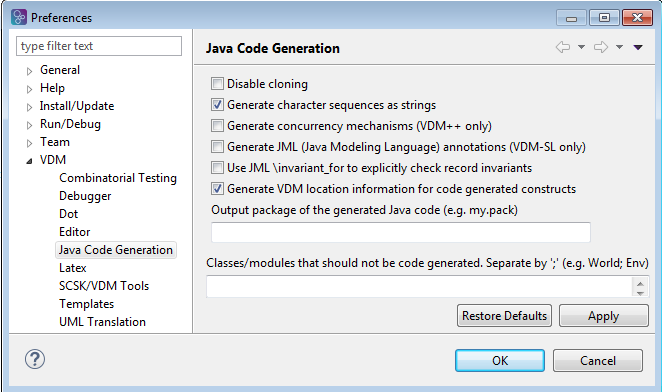 Preferences
type filter text
General
Help
Install/Update
Run/Debug
Team
VDM
Combinatorial Testing
Debugger
Dot
Editor
Java Code Generation
Latex
SCSK/VDM Tools
Templates
UML Translation
Java Code Generation
Disable cloning
Generate character sequences as strings
Generate concurrency mechanisms (VDM++ only)
Generate JML (Java Modeling Language) annotations (VDM-SL only)
Use JML \invariant_for to explicitly check record invariants
Generate VDM location information for code generated constructs
Output package of the generated Java code (e.g. my.pack)
Classes/modules that should not be code generated. Separate by ';' (e.g. World; Env)
Restore Defaults
Apply
?
OK
Cancel